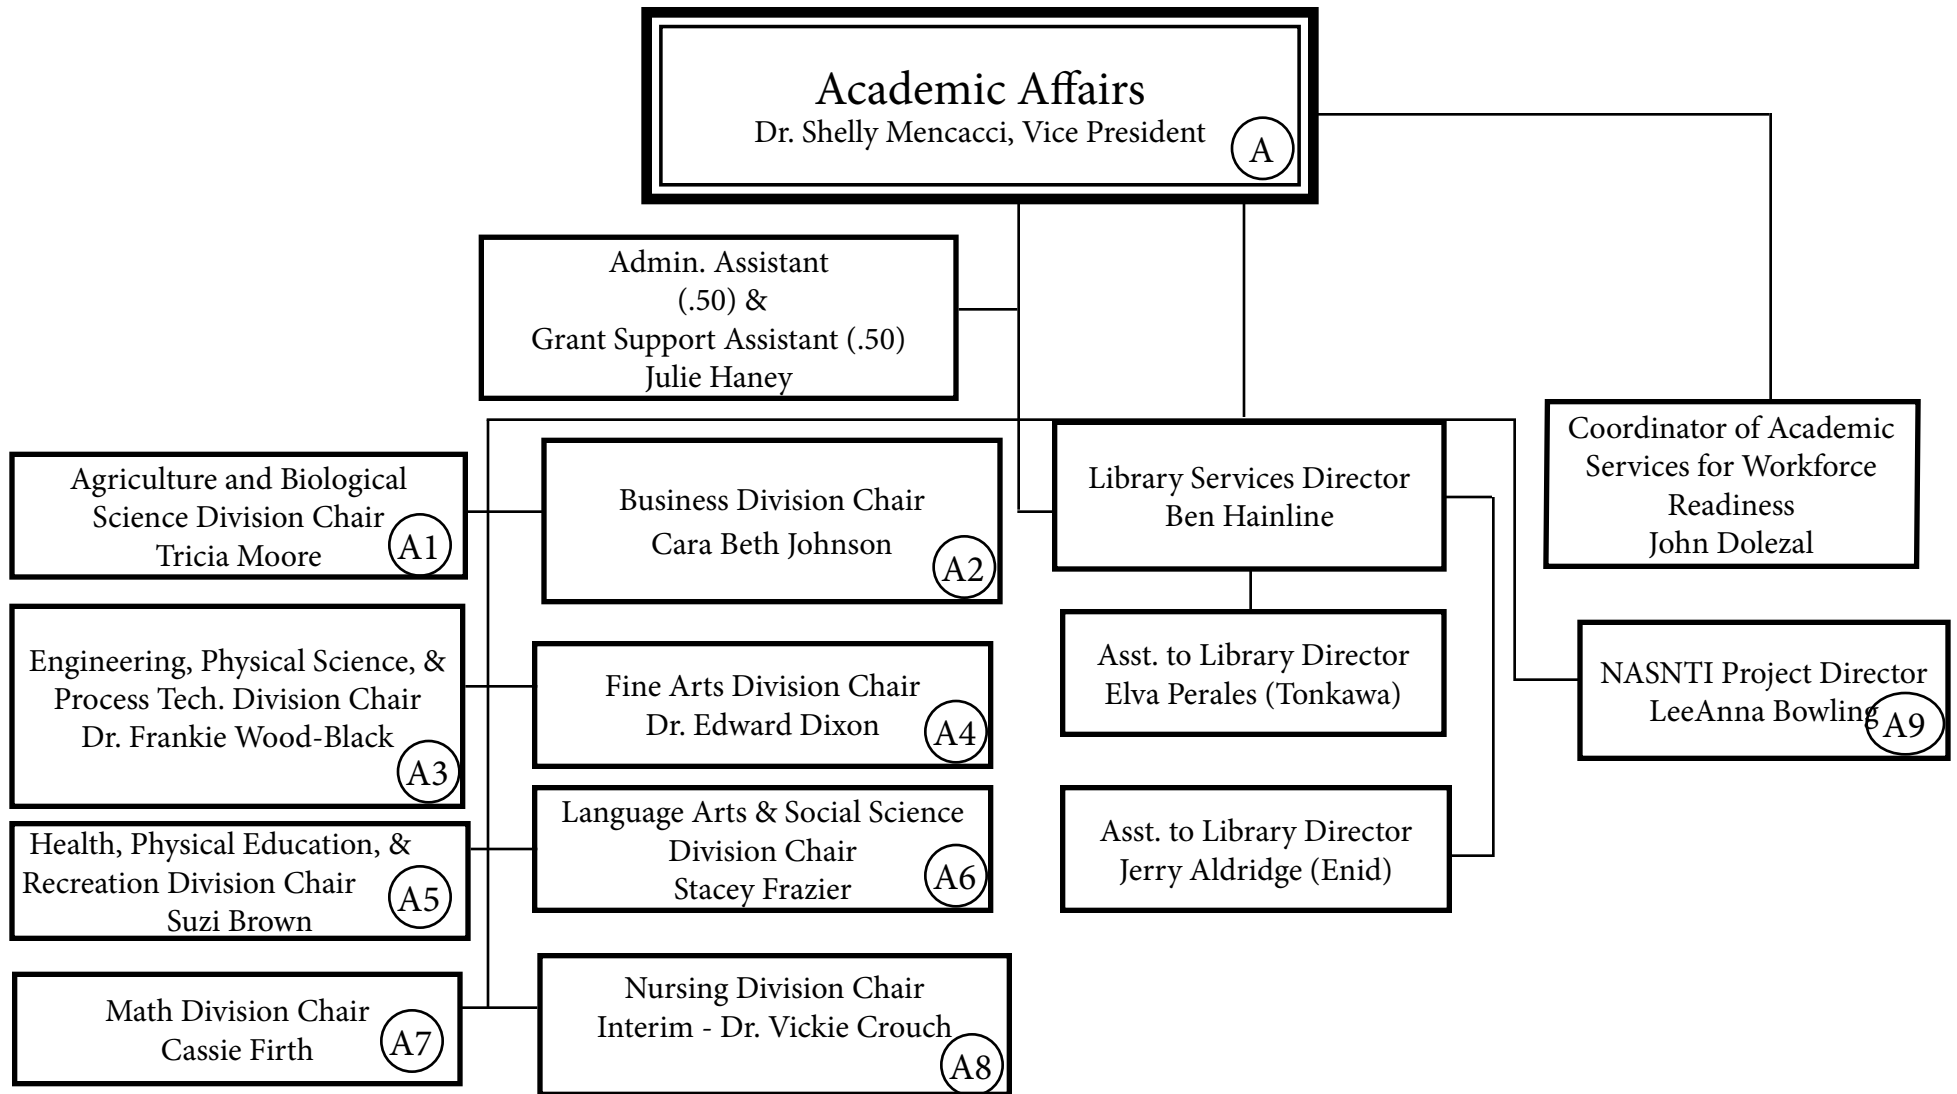 Academic Affairs
Dr. Shelly Mencacci, Vice President
A
Admin. Assistant
(.50) &
Grant Support Assistant (.50)
Julie Haney
Coordinator of Academic
Services for Workforce
Readiness
John Dolezal
Agriculture and Biological
Science Division Chair
Tricia Moore
A1
Business Division Chair
Cara Beth Johnson
A2
Library Services Director
Ben Hainline
Engineering, Physical Science, &
Process Tech. Division Chair
Dr. Frankie Wood-Black
A3
Fine Arts Division Chair
Dr. Edward Dixon
A4
Asst. to Library Director
Elva Perales (Tonkawa)
NASNTI Project Director
LeeAnna Bowling
A9
Health, Physical Education, &
Recreation Division Chair
Suzi Brown
A5
Language Arts & Social Science
Division Chair
Stacey Frazier
A6
Asst. to Library Director
Jerry Aldridge (Enid)
Math Division Chair
Cassie Firth
A7
Nursing Division Chair
Interim - Dr. Vickie Crouch
A8